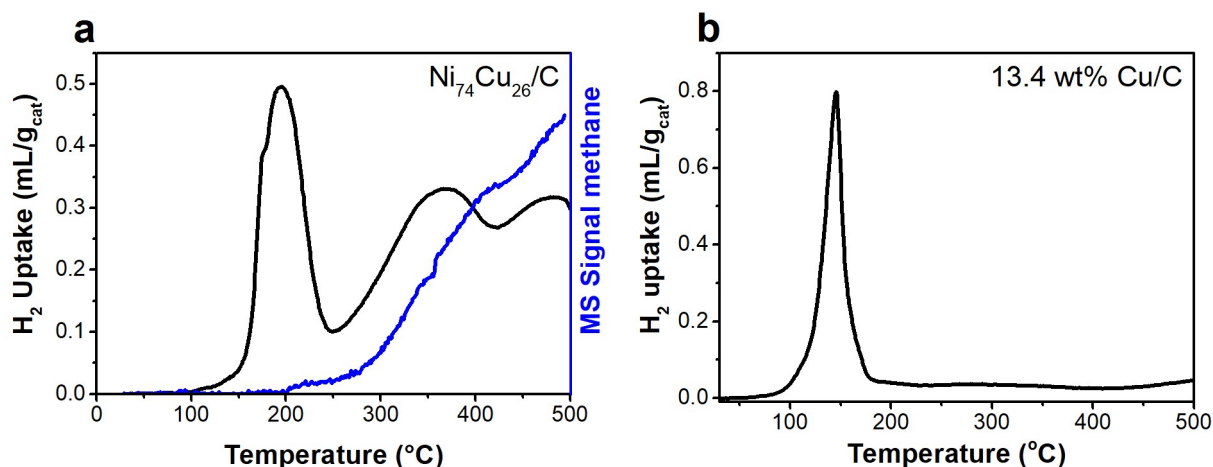 a
Ni₇₄Cu₂₆/C
H₂ Uptake (mL/g_cat)
0.5
0.4
0.3
0.2
0.1
0.0
0 100 200 300 400 500
Temperature (°C)
MS Signal methane
b
13.4 wt% Cu/C
H₂ uptake (mL/g_cat)
0.8
0.6
0.4
0.2
0.0
100 200 300 400 500
Temperature (°C)